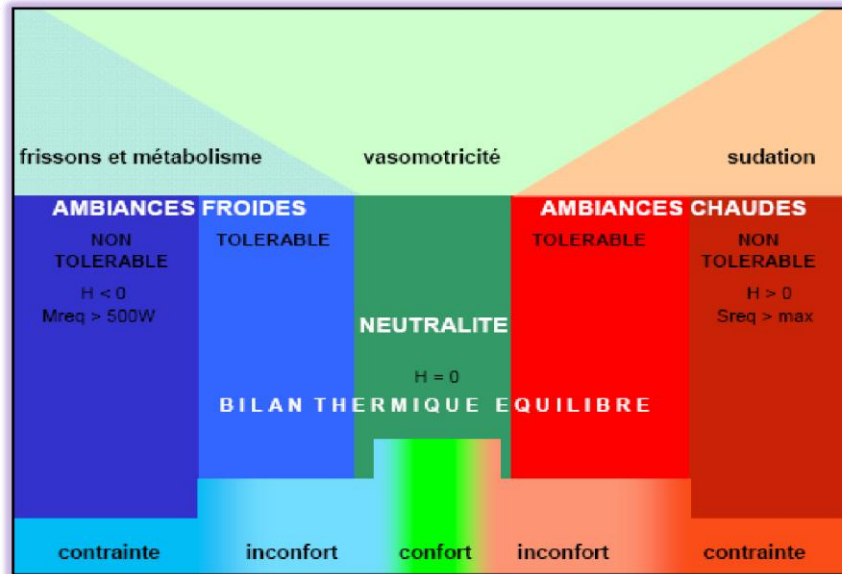 frissons et métabolisme vasomotricité sudation
AMBIANCES FROIDES AMBIANCES CHAUDES
NON TOLERABLE TOLERABLE NON
TOLERABLE TOLERABLE
H < 0 H > 0
Mreq > 500W Sreq > max
NEUTRALITE
H = 0
BILAN THERMIQUE EQUILIBRE
contrainte inconfort confort inconfort contrainte